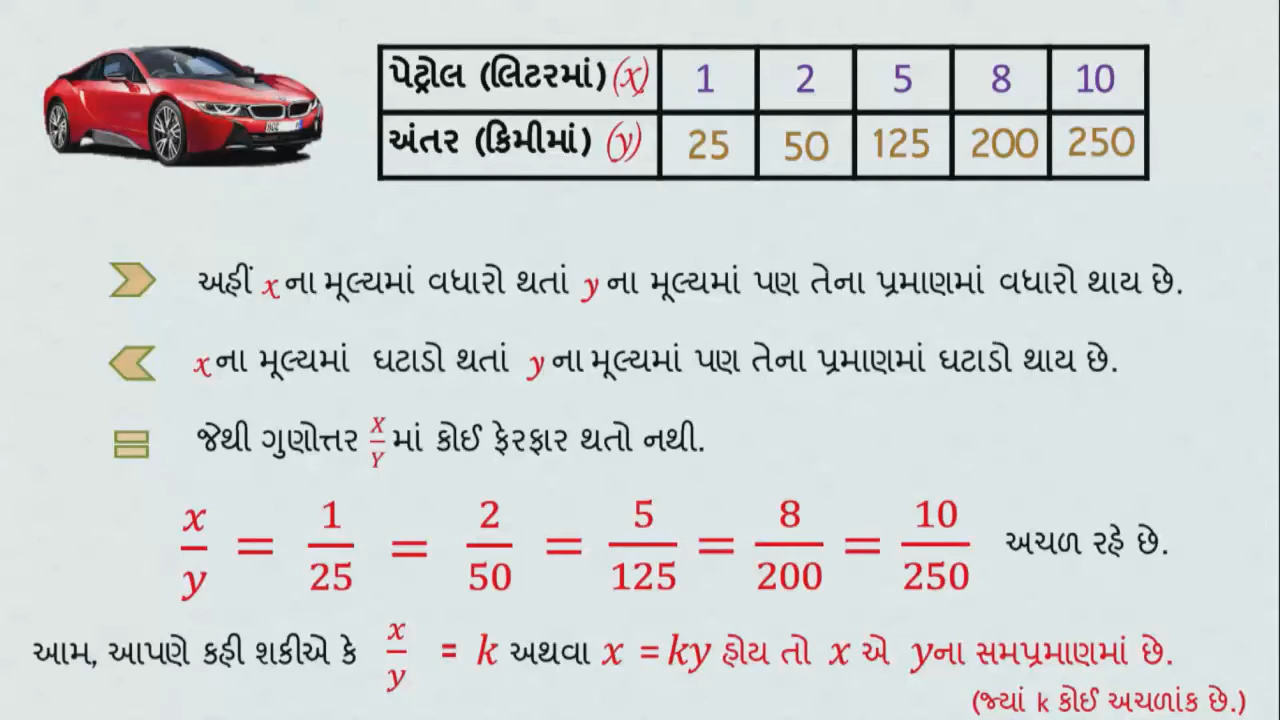 પેટ્રોલ (લિટરમાં) (x) 1 2 5 8 10
અંતર (કિમીમાં) (y) 25 50 125 200 250
અહીં x ના મૂલ્યમાં વધારો થતાં y ના મૂલ્યમાં પણ તેના પ્રમાણમાં વધારો થાય છે.
x ના મૂલ્યમાં ઘટાડો થતાં y ના મૂલ્યમાં પણ તેના પ્રમાણમાં ઘટાડો થાય છે.
જેથી ગુણોત્તર X/Y માં કોઈ ફેરફાર થતો નથી.
x/y = 1/25 = 2/50 = 5/125 = 8/200 = 10/250 અચળ રહે છે.
આમ, આપણે કહી શકીએ કે x/y = k અથવા x = ky હોય તો x એ yના સમપ્રમાણમાં છે.
(જ્યાં k કોઈ અચળાંક છે.)